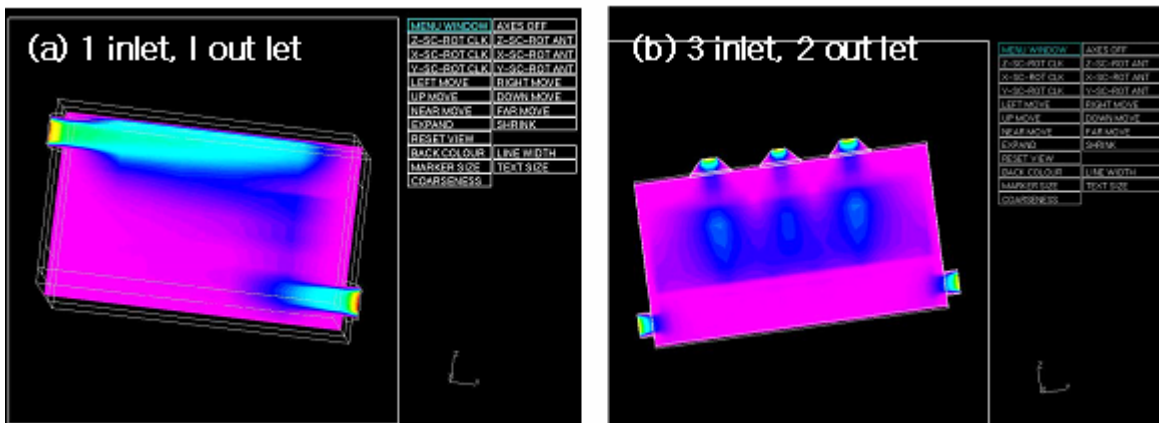 (a) 1 inlet, 1 out let
MENU WINDOW AXES OFF
Z-SC-ROT CLK Z-SC-ROT ANT
X-SC-ROT CLK X-SC-ROT ANT
Y-SC-ROT CLK Y-SC-ROT ANT
LEFT MOVE RIGHT MOVE
UP MOVE DOWN MOVE
NEAR MOVE FAR MOVE
EXPAND SHRINK
RESET VIEW
BACK COLOUR LINE WIDTH
MARKER SIZE TEXT SIZE
COARSENESS
(b) 3 inlet, 2 out let
MENU WINDOW AXES OFF
Z-SC-ROT CLK Z-SC-ROT ANT
X-SC-ROT CLK X-SC-ROT ANT
Y-SC-ROT CLK Y-SC-ROT ANT
LEFT MOVE RIGHT MOVE
UP MOVE DOWN MOVE
NEAR MOVE FAR MOVE
EXPAND SHRINK
RESET VIEW
BACK COLOUR LINE WIDTH
MARKER SIZE TEXT SIZE
COARSENESS